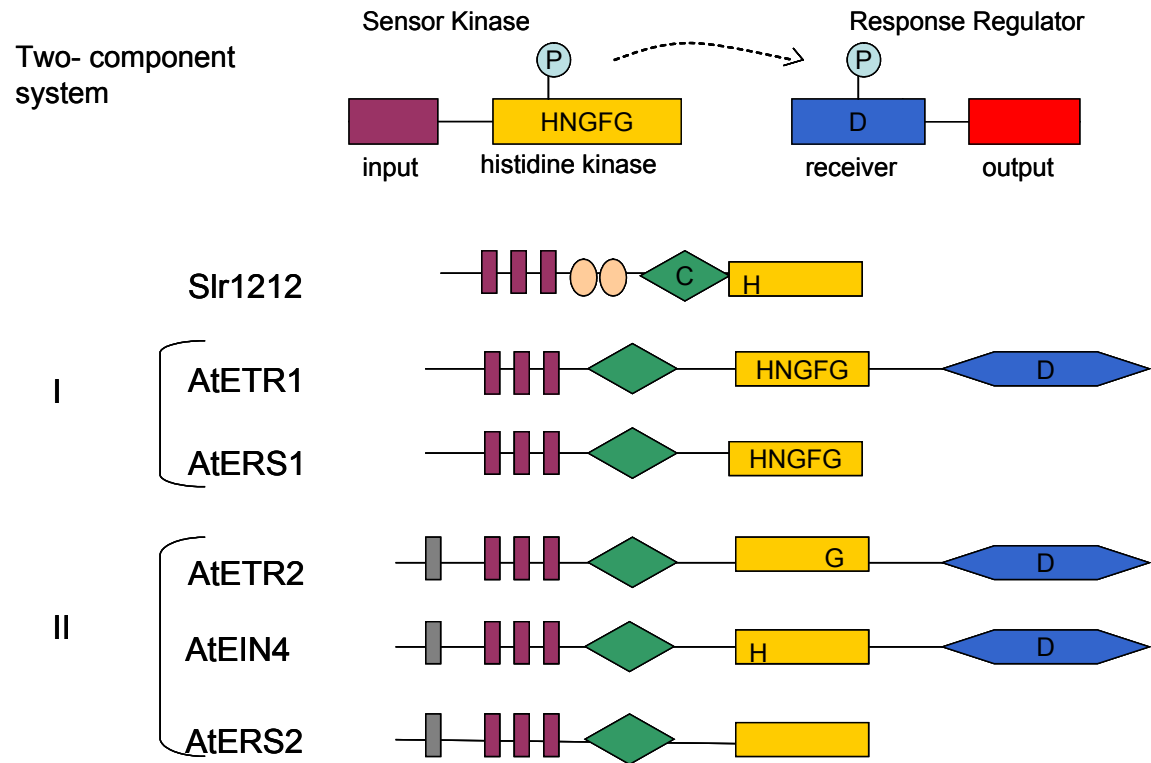 Sensor Kinase
Response Regulator
Two- component
system
P
P
HNGFG
D
input
histidine kinase
receiver
output
Slr1212
C
H
I
AtETR1
HNGFG
D
AtERS1
HNGFG
II
AtETR2
G
D
AtEIN4
H
D
AtERS2